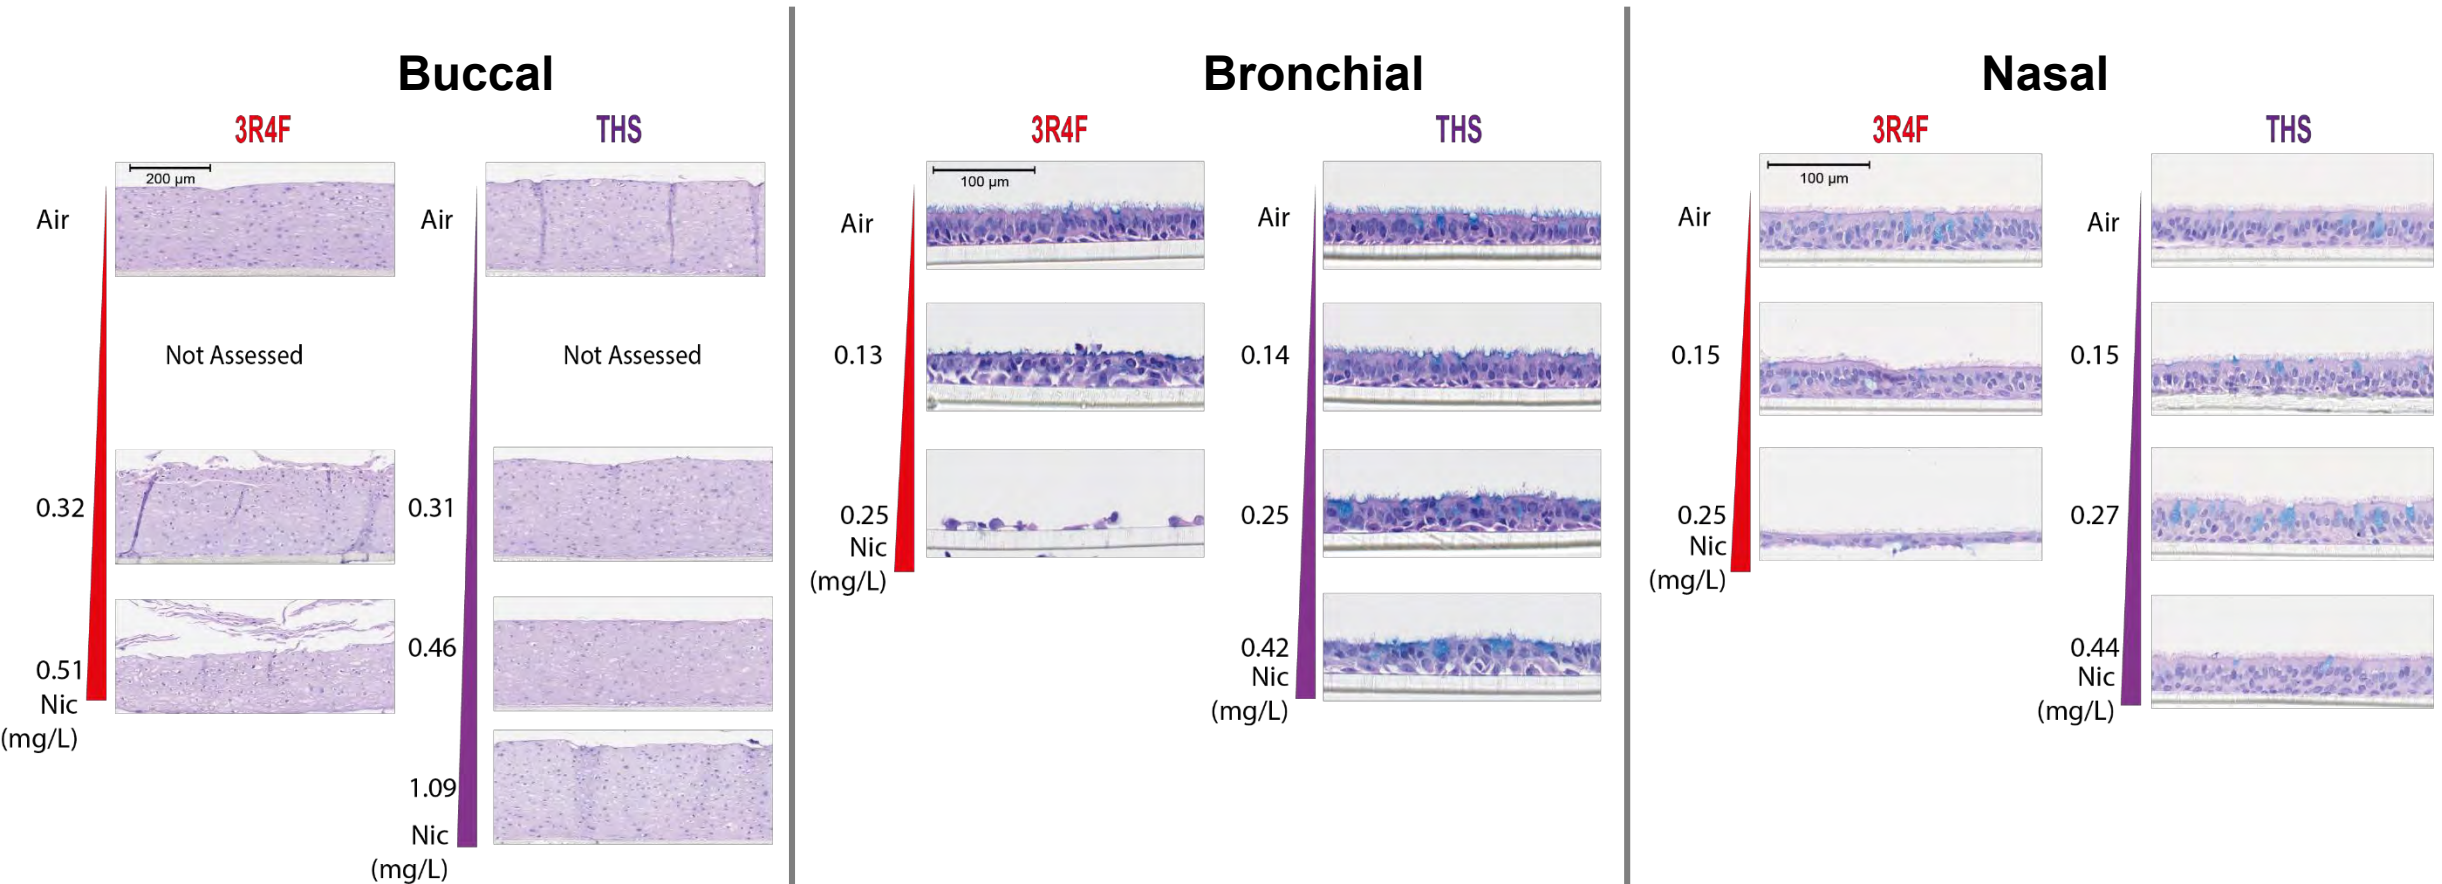 Buccal
3R4F
THS
200 µm
Air
Air
Not Assessed
Not Assessed
0.32
0.31
0.51
Nic
(mg/L)
0.46
1.09
Nic
(mg/L)
Bronchial
3R4F
THS
100 µm
Air
Air
0.13
0.14
0.25
Nic
(mg/L)
0.25
0.42
Nic
(mg/L)
Nasal
3R4F
THS
100 µm
Air
Air
0.15
0.15
0.25
Nic
(mg/L)
0.27
0.44
Nic
(mg/L)